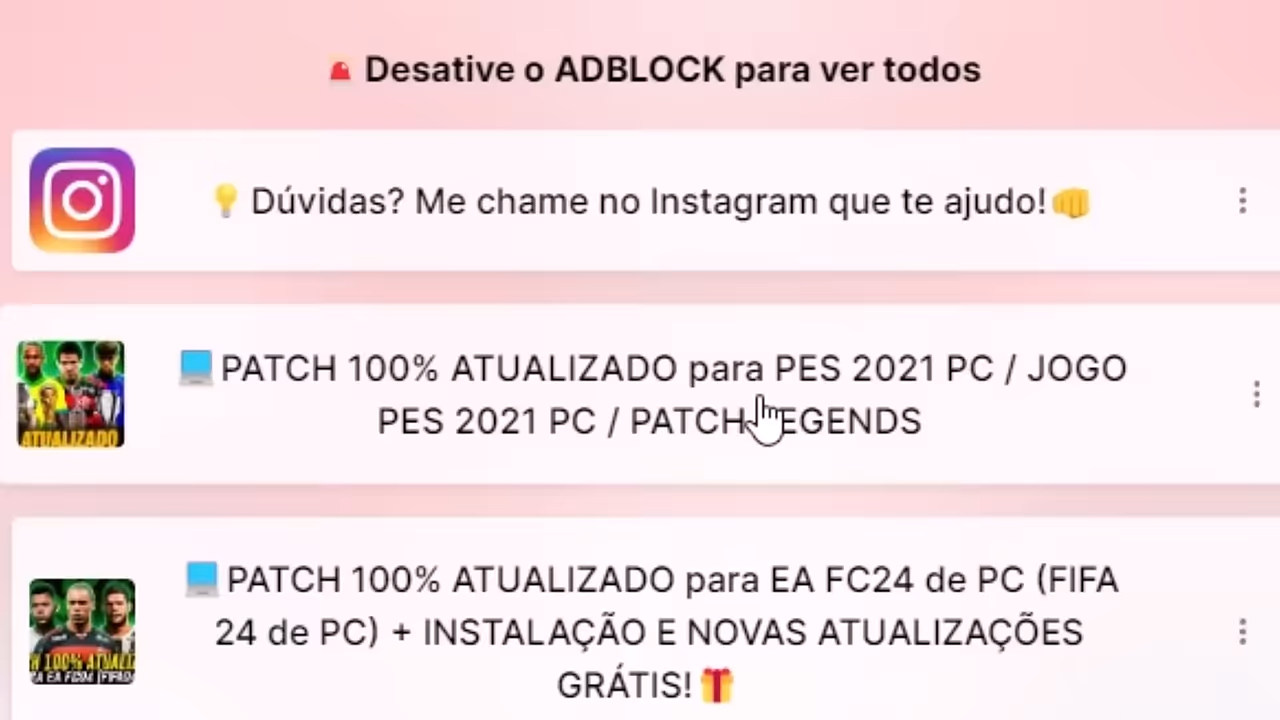 🚨 Desative o ADBLOCK para ver todos
💡 Dúvidas? Me chame no Instagram que te ajudo!👊
ATUALIZADO
💻PATCH 100% ATUALIZADO para PES 2021 PC / JOGO
PES 2021 PC / PATCH LEGENDS
💻PATCH 100% ATUALIZADO para EA FC24 de PC (FIFA
24 de PC) + INSTALAÇÃO E NOVAS ATUALIZAÇÕES
GRÁTIS!🎁